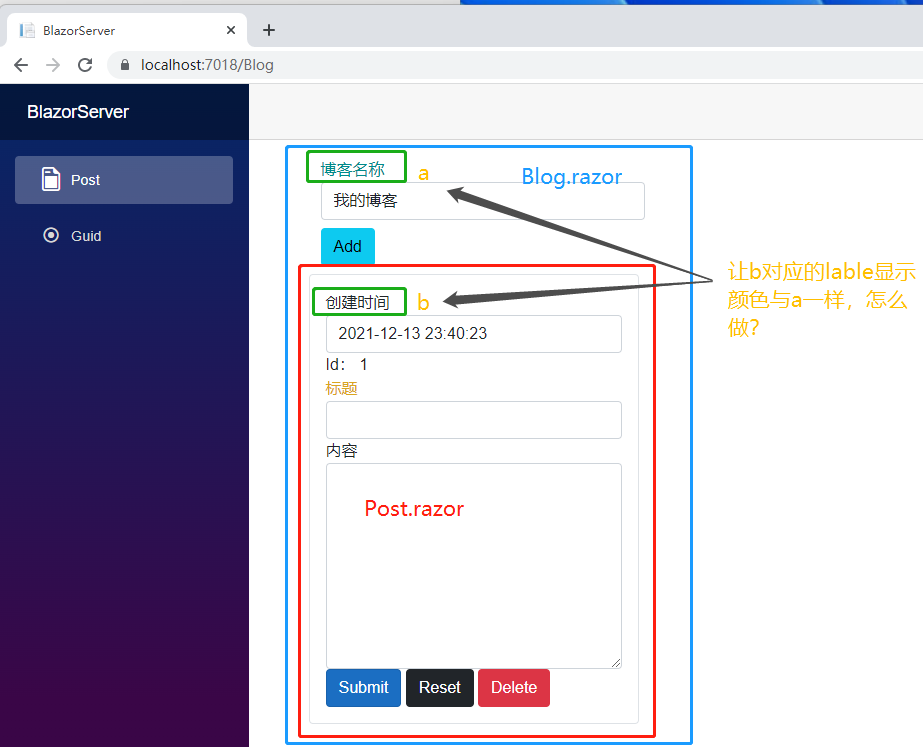 BlazorServer
localhost:7018/Blog
BlazorServer
Post
Guid
博客名称
a
Blog.razor
我的博客
Add
创建时间
b
让b对应的lable显示
颜色与a一样，怎么
做？
2021-12-13 23:40:23
Id： 1
标题
内容
Post.razor
Submit
Reset
Delete